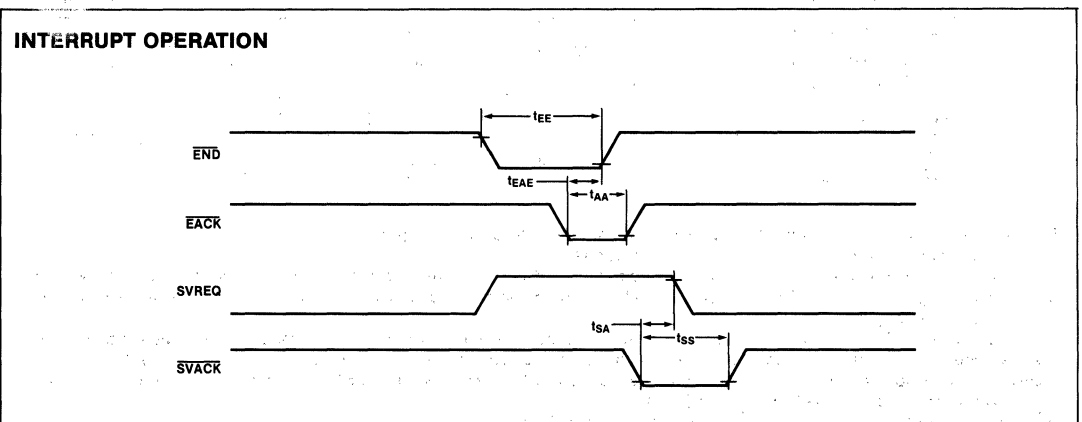 INTERRUPT OPERATION
tEE
END
tEAE
tAA
EACK
SVREQ
tSA
tSS
SVACK